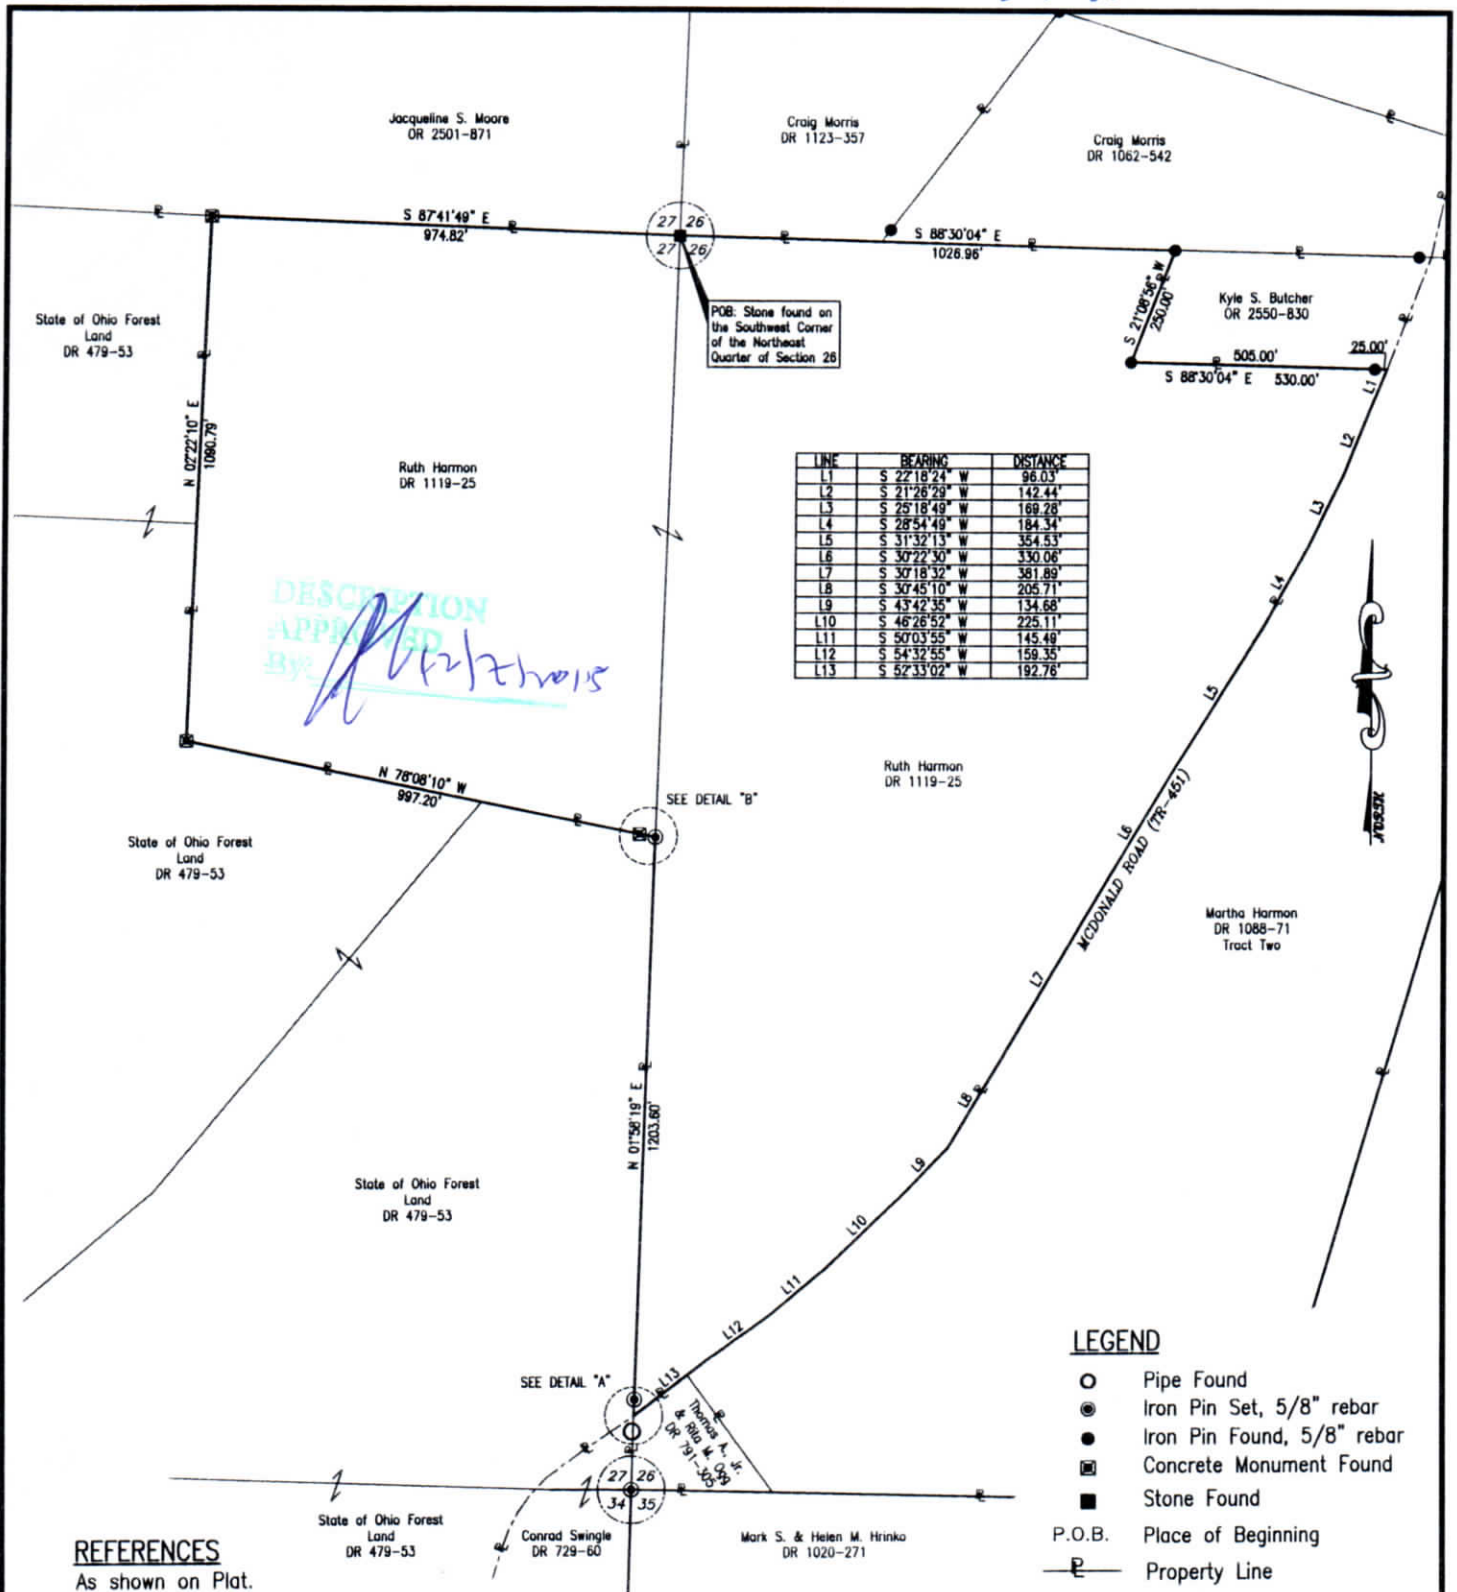 Jacqueline S. Moore
OR 2501-871
Craig Morris
DR 1123-357
Craig Morris
DR 1062-542
S 87°41'49" E
974.82'
27 26
27 26
S 88°30'04" E
1026.96'
S 21°08'56" W
250.00'
Kyle S. Butcher
OR 2550-830
505.00'
25.00'
S 88°30'04" E 530.00'
POB: Stone found on
the Southwest Corner
of the Northeast
Quarter of Section 26
State of Ohio Forest
Land
DR 479-53
N 02°22'10" E
1090.79'
Ruth Harmon
DR 1119-25
LINE BEARING DISTANCE
L1 S 22°18'24" W 96.03'
L2 S 21°26'29" W 142.44'
L3 S 25°18'49" W 169.28'
L4 S 28°54'49" W 184.34'
L5 S 31°32'13" W 354.53'
L6 S 30°22'30" W 330.06'
L7 S 30°18'32" W 381.89'
L8 S 30°45'10" W 205.71'
L9 S 43°42'35" W 134.68'
L10 S 46°26'52" W 225.11'
L11 S 50°03'55" W 145.49'
L12 S 54°32'55" W 159.35'
L13 S 52°33'02" W 192.76'
L1
L2
L3
L4
L5
L6
L7
L8
L9
L10
L11
L12
L13
DESCRIPTION
APPROVED
By:
12/7/2015
N 78°08'10" W
997.20'
SEE DETAIL "B"
Ruth Harmon
DR 1119-25
MCDONALD ROAD (TR-451)
NORTH
State of Ohio Forest
Land
DR 479-53
Martha Harmon
DR 1088-71
Tract Two
N 01°58'19" E
1203.60'
State of Ohio Forest
Land
DR 479-53
SEE DETAIL "A"
Thomas A., Jr.
& Rita M. Ogg
DR 791-305
27 26
34 35
State of Ohio Forest
Land
DR 479-53
Conrad Swingle
DR 729-60
Mark S. & Helen M. Hrinko
DR 1020-271
LEGEND
Pipe Found
Iron Pin Set, 5/8" rebar
Iron Pin Found, 5/8" rebar
Concrete Monument Found
Stone Found
P.O.B. Place of Beginning
Property Line
REFERENCES
As shown on Plat.